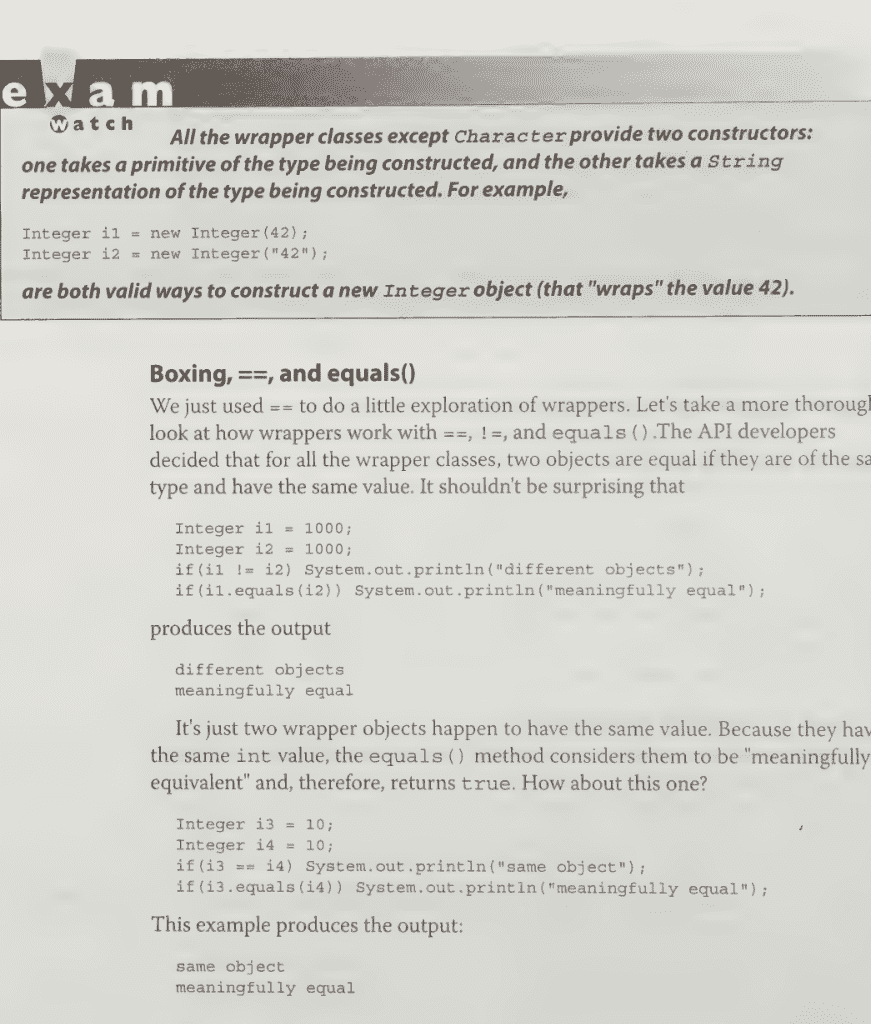 exam
watch
All the wrapper classes except Character provide two constructors:
one takes a primitive of the type being constructed, and the other takes a String
representation of the type being constructed. For example,
Integer i1 = new Integer(42);
Integer i2 = new Integer("42");
are both valid ways to construct a new Integer object (that "wraps" the value 42).
Boxing, ==, and equals()
We just used == to do a little exploration of wrappers. Let's take a more thorough
look at how wrappers work with ==, !=, and equals().The API developers
decided that for all the wrapper classes, two objects are equal if they are of the sa
type and have the same value. It shouldn't be surprising that
Integer i1 = 1000;
Integer i2 = 1000;
if(i1 != i2) System.out.println("different objects");
if(i1.equals(i2)) System.out.println("meaningfully equal");
produces the output
different objects
meaningfully equal
It's just two wrapper objects happen to have the same value. Because they hav
the same int value, the equals() method considers them to be "meaningfully
equivalent" and, therefore, returns true. How about this one?
Integer i3 = 10;
Integer i4 = 10;
if(i3 == i4) System.out.println("same object");
if(i3.equals(i4)) System.out.println("meaningfully equal");
This example produces the output:
same object
meaningfully equal